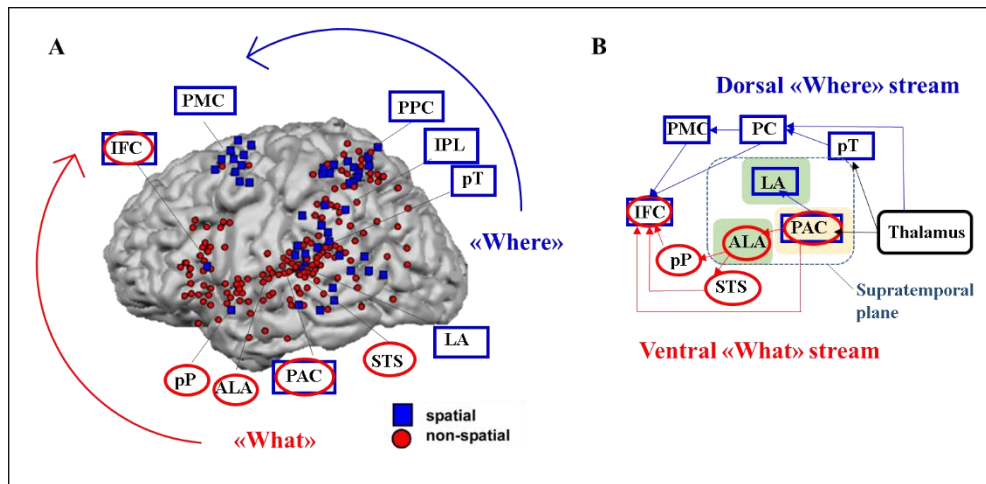 A
PMC
PPC
IFC
IPL
pT
«Where»
LA
STS
pP
ALA
PAC
«What»
spatial
non-spatial
B
Dorsal «Where» stream
PMC
PC
pT
LA
IFC
PAC
Thalamus
ALA
pP
STS
Supratemporal
plane
Ventral «What» stream